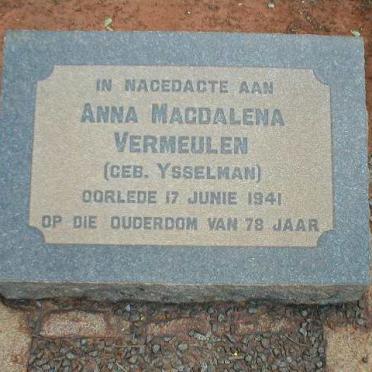 IN NAGEDAGTE AAN
ANNA MAGDALENA
VERMEULEN
(GEB. YSSELMAN)
OORLEDE 17 JUNIE 1941
OP DIE OUDERDOM VAN 78 JAAR